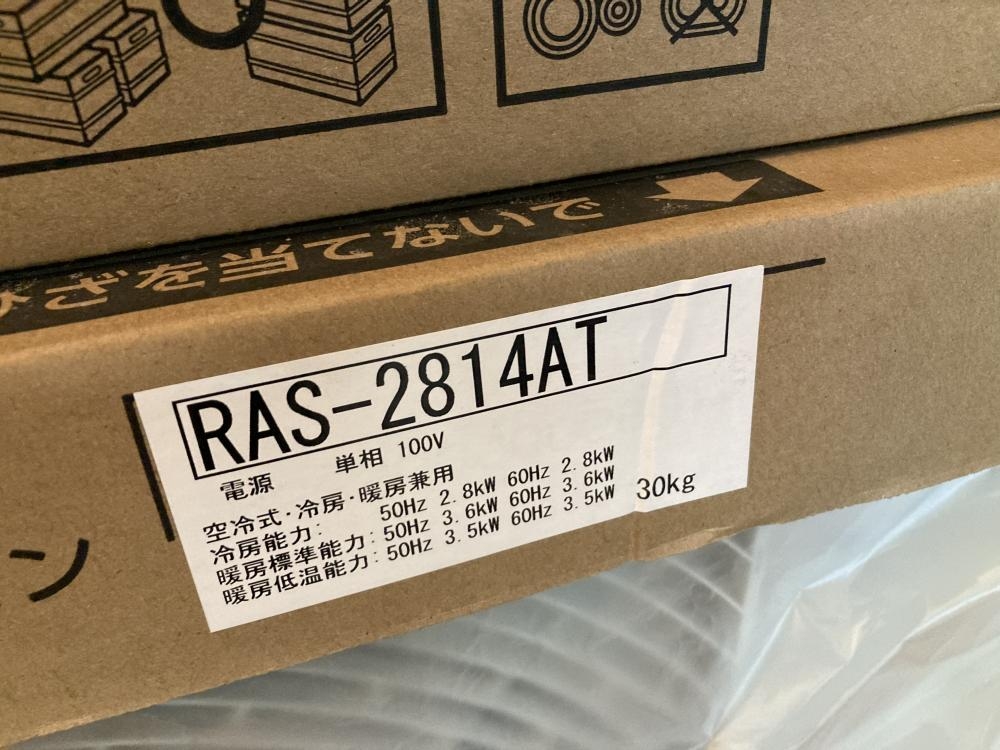 ひざを当てないで
RAS-2814AT
電源 単相 100V
空冷式・冷房・暖房兼用
冷房能力: 50Hz 2.8kW 60Hz 2.8kW
暖房標準能力: 50Hz 3.6kW 60Hz 3.6kW
暖房低温能力: 50Hz 3.5kW 60Hz 3.5kW
30kg
ン